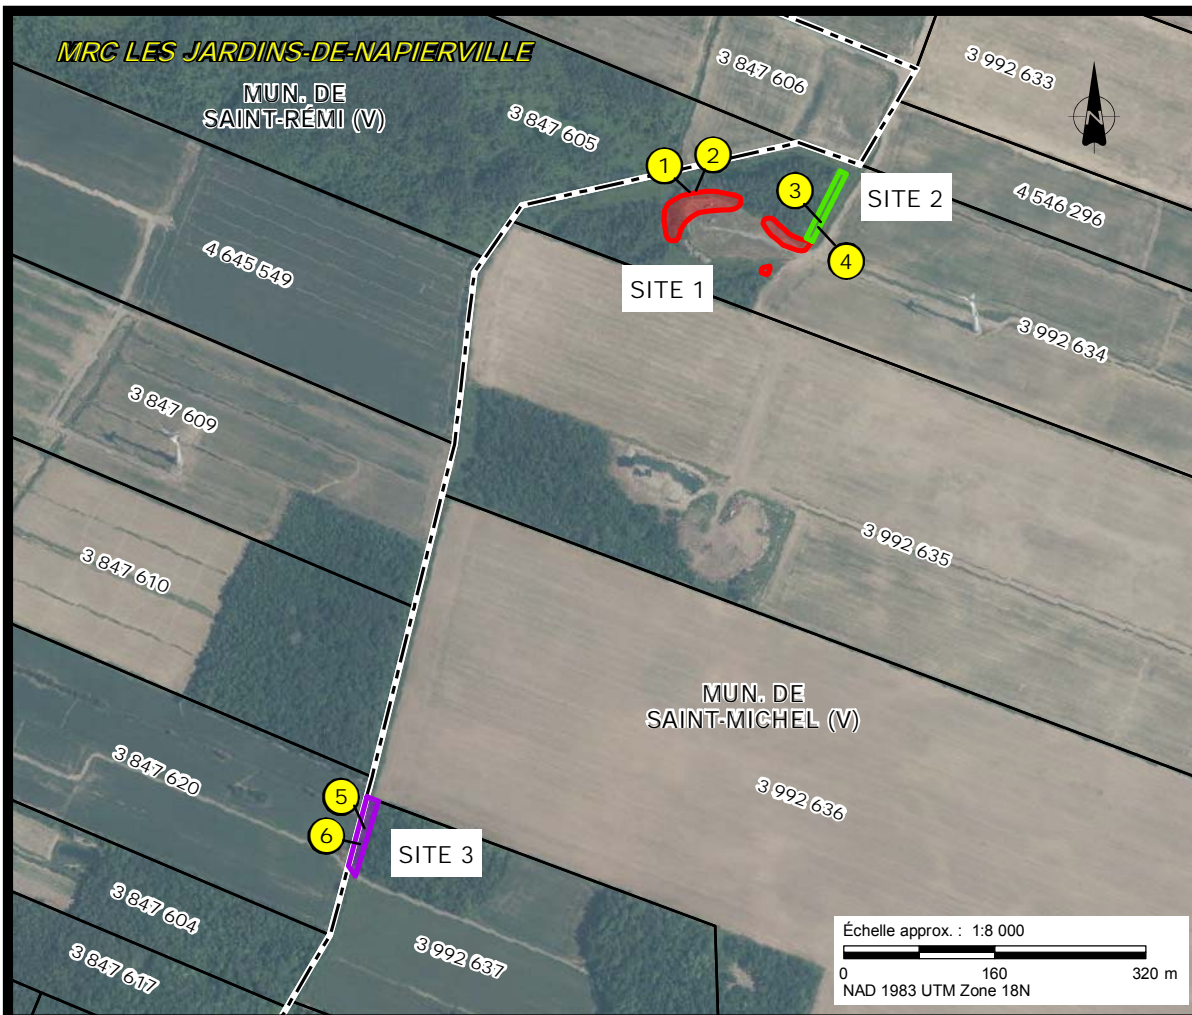 MRC LES JARDINS-DE-NAPIERVILLE
MUN. DE
SAINT-RÉMI (V)
3 847 606
3 992 633
N
3 847 605
1
2
3
SITE 2
4 546 296
4
4 645 549
SITE 1
3 992 634
3 847 609
3 992 635
3 847 610
MUN. DE
SAINT-MICHEL (V)
3 847 620
3 992 636
5
6
SITE 3
3 847 604
3 992 637
3 847 617
Échelle approx. : 1:8 000
0 160 320 m
NAD 1983 UTM Zone 18N